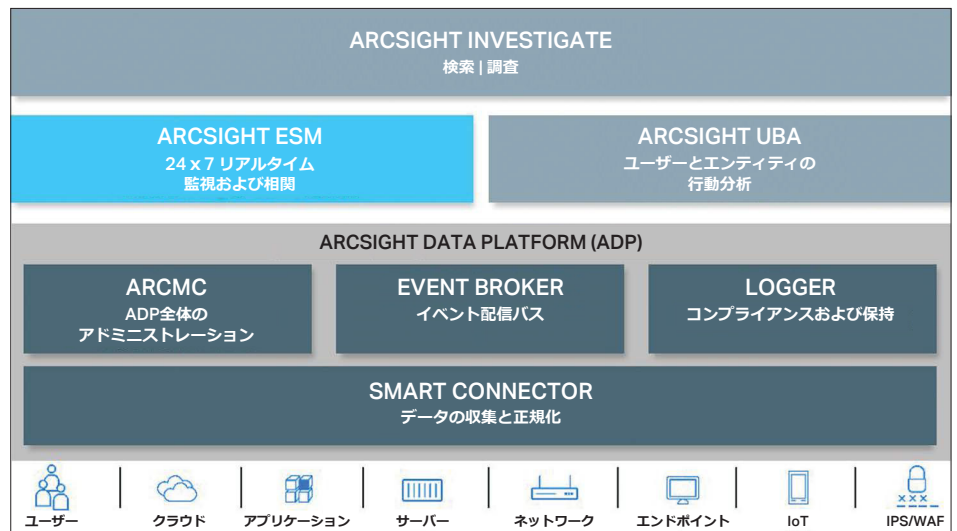 ARCSIGHT INVESTIGATE
検索 | 調査
ARCSIGHT ESM
24 x 7 リアルタイム
監視および相関
ARCSIGHT UBA
ユーザーとエンティティの
行動分析
ARCSIGHT DATA PLATFORM (ADP)
ARCMC
ADP全体の
アドミニストレーション
EVENT BROKER
イベント配信バス
LOGGER
コンプライアンスおよび保持
SMART CONNECTOR
データの収集と正規化
ユーザー
クラウド
アプリケーション
サーバー
ネットワーク
エンドポイント
IoT
IPS/WAF